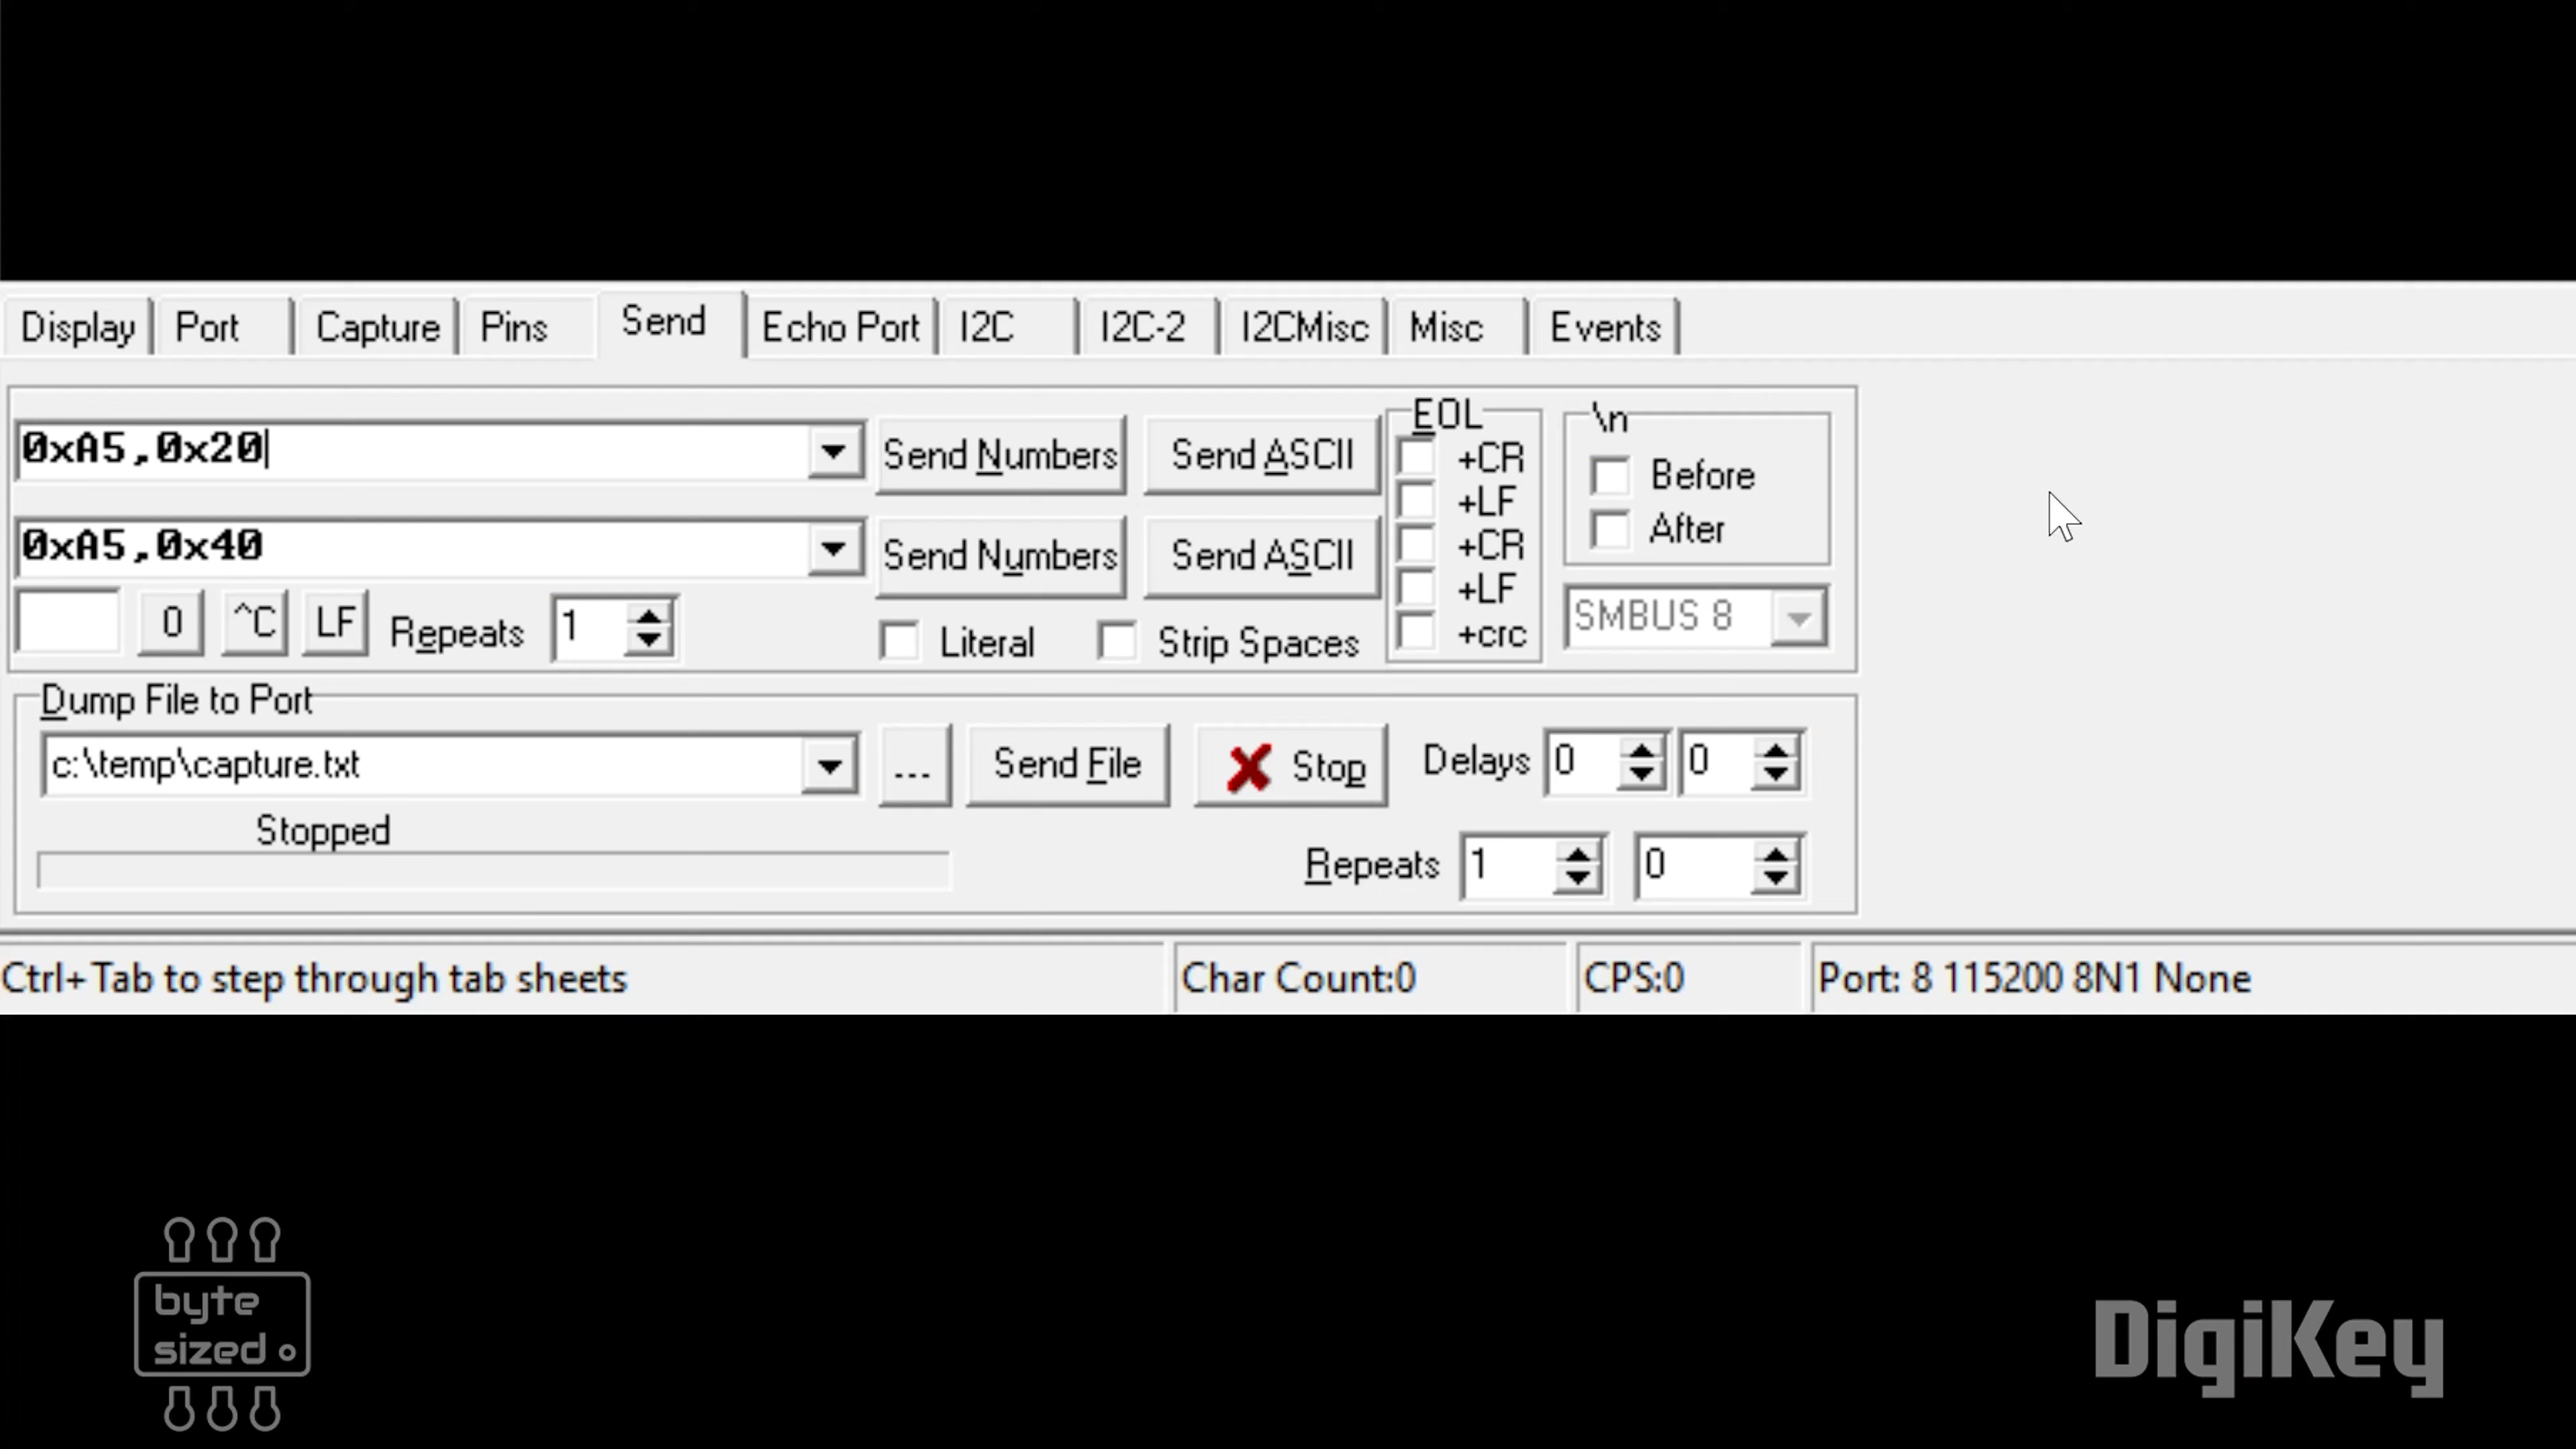 Display Port Capture Pins Send Echo Port I2C I2C-2 I2CMisc Misc Events
0xA5,0x20 Send Numbers Send ASCII
0xA5,0x40 Send Numbers Send ASCII
EOL
+CR
+LF
+CR
+LF
+crc
\n
Before
After
SMBUS 8
0 ^C LF Repeats 1 Literal Strip Spaces
Dump File to Port
c:\temp\capture.txt ... Send File Stop Delays 0 0
Stopped
Repeats 1 0
Ctrl+Tab to step through tab sheets Char Count:0 CPS:0 Port: 8 115200 8N1 None
byte
sized
DigiKey